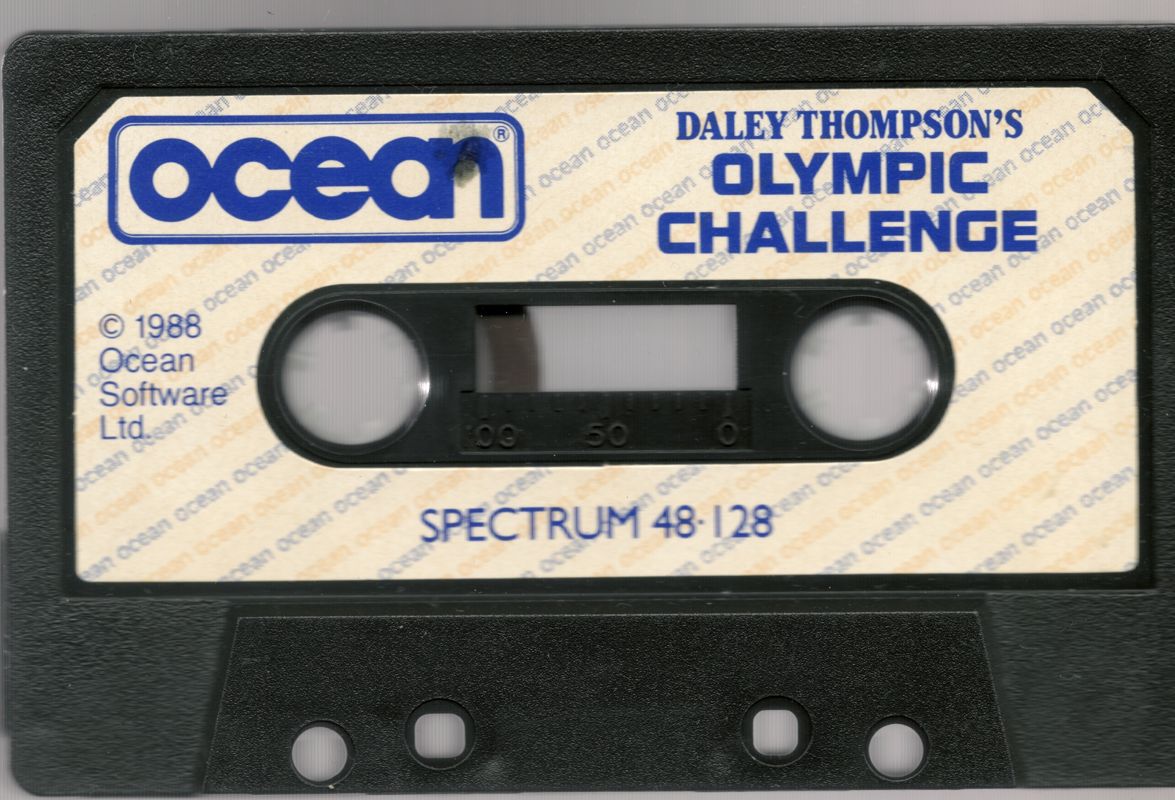 ocean®
DALEY THOMPSON'S
OLYMPIC
CHALLENGE
© 1988
Ocean
Software
Ltd.
100 50 0
SPECTRUM 48·128